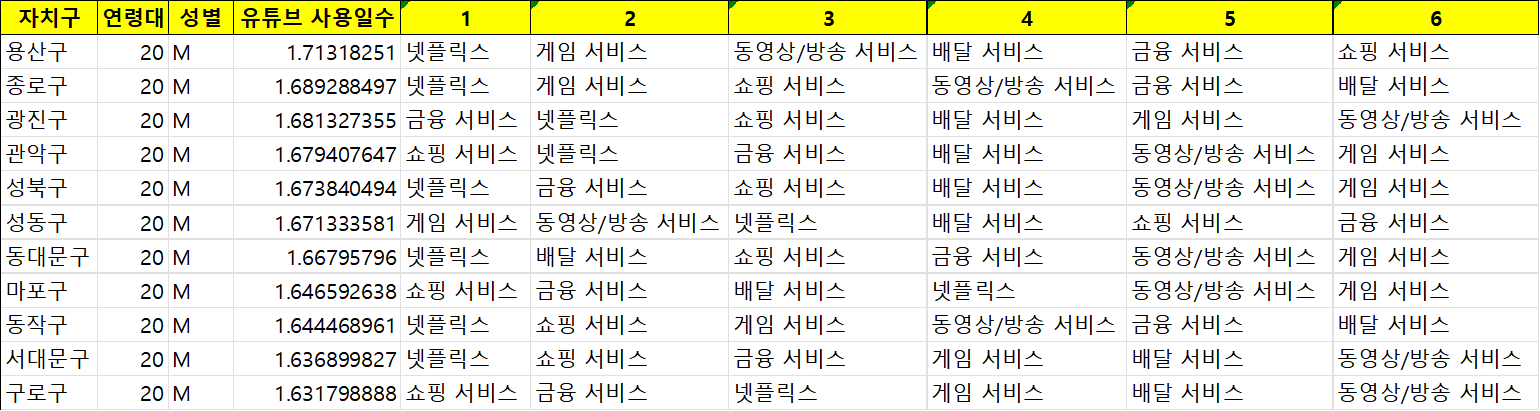 자치구 연령대 성별 유튜브 사용일수 1 2 3 4 5 6
용산구 20 M 1.71318251 넷플릭스 게임 서비스 동영상/방송 서비스 배달 서비스 금융 서비스 쇼핑 서비스
종로구 20 M 1.689288497 넷플릭스 게임 서비스 쇼핑 서비스 동영상/방송 서비스 금융 서비스 배달 서비스
광진구 20 M 1.681327355 금융 서비스 넷플릭스 쇼핑 서비스 배달 서비스 게임 서비스 동영상/방송 서비스
관악구 20 M 1.679407647 쇼핑 서비스 넷플릭스 금융 서비스 배달 서비스 동영상/방송 서비스 게임 서비스
성북구 20 M 1.673840494 넷플릭스 금융 서비스 쇼핑 서비스 배달 서비스 동영상/방송 서비스 게임 서비스
성동구 20 M 1.671333581 게임 서비스 동영상/방송 서비스 넷플릭스 배달 서비스 쇼핑 서비스 금융 서비스
동대문구 20 M 1.66795796 넷플릭스 배달 서비스 쇼핑 서비스 금융 서비스 동영상/방송 서비스 게임 서비스
마포구 20 M 1.646592638 쇼핑 서비스 금융 서비스 배달 서비스 넷플릭스 동영상/방송 서비스 게임 서비스
동작구 20 M 1.644468961 넷플릭스 쇼핑 서비스 게임 서비스 동영상/방송 서비스 금융 서비스 배달 서비스
서대문구 20 M 1.636899827 넷플릭스 쇼핑 서비스 금융 서비스 게임 서비스 배달 서비스 동영상/방송 서비스
구로구 20 M 1.631798888 쇼핑 서비스 금융 서비스 넷플릭스 게임 서비스 배달 서비스 동영상/방송 서비스